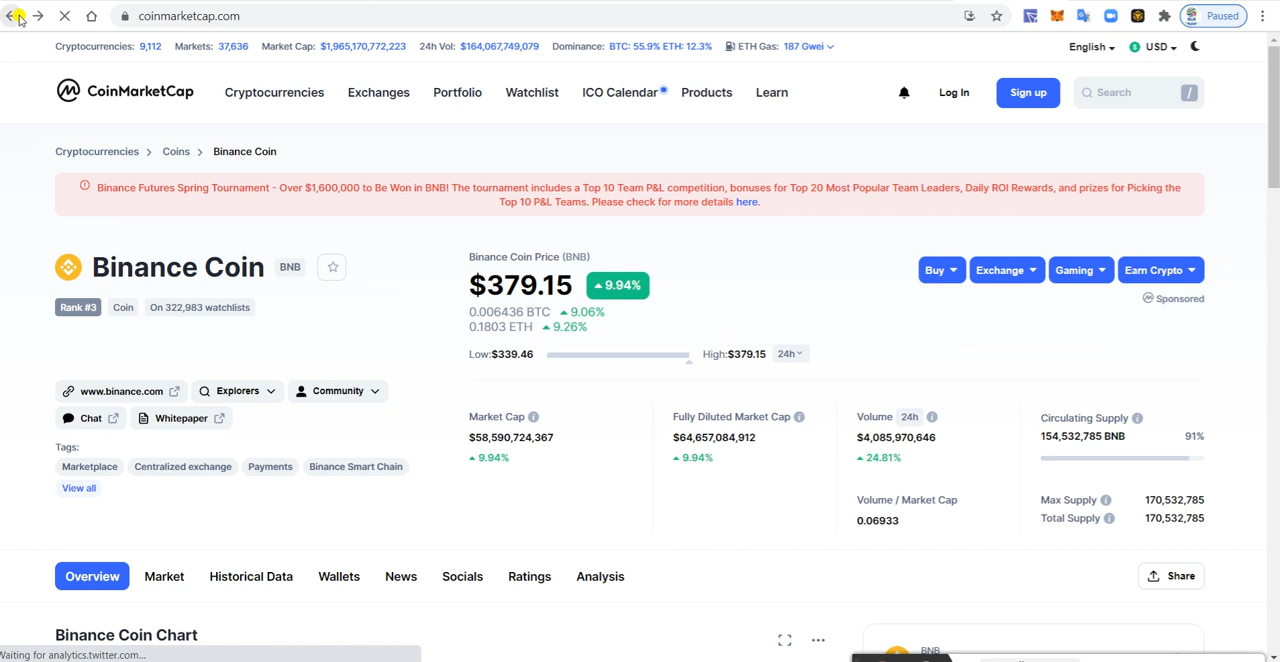 coinmarketcap.com
Paused
Cryptocurrencies: 9,112 Markets: 37,636 Market Cap: $1,965,170,772,223 24h Vol: $164,067,749,079 Dominance: BTC: 55.9% ETH: 12.3% ETH Gas: 187 Gwei
English USD
CoinMarketCap Cryptocurrencies Exchanges Portfolio Watchlist ICO Calendar Products Learn Log In Sign up Search /
Cryptocurrencies > Coins > Binance Coin
Binance Futures Spring Tournament - Over $1,600,000 to Be Won in BNB! The tournament includes a Top 10 Team P&L competition, bonuses for Top 20 Most Popular Team Leaders, Daily ROI Rewards, and prizes for Picking the
Top 10 P&L Teams. Please check for more details here.
Binance Coin BNB
Rank #3 Coin On 322,983 watchlists
Binance Coin Price (BNB)
$379.15 9.94%
0.006436 BTC 9.06%
0.1803 ETH 9.26%
Low:$339.46 High:$379.15 24h
Buy Exchange Gaming Earn Crypto
Sponsored
www.binance.com Explorers Community
Chat Whitepaper
Tags:
Marketplace Centralized exchange Payments Binance Smart Chain
View all
Market Cap
$58,590,724,367
9.94%
Fully Diluted Market Cap
$64,657,084,912
9.94%
Volume 24h
$4,085,970,646
24.81%
Volume / Market Cap
0.06933
Circulating Supply
154,532,785 BNB 91%
Max Supply 170,532,785
Total Supply 170,532,785
Overview Market Historical Data Wallets News Socials Ratings Analysis Share
Binance Coin Chart
BNB
Waiting for analytics.twitter.com...